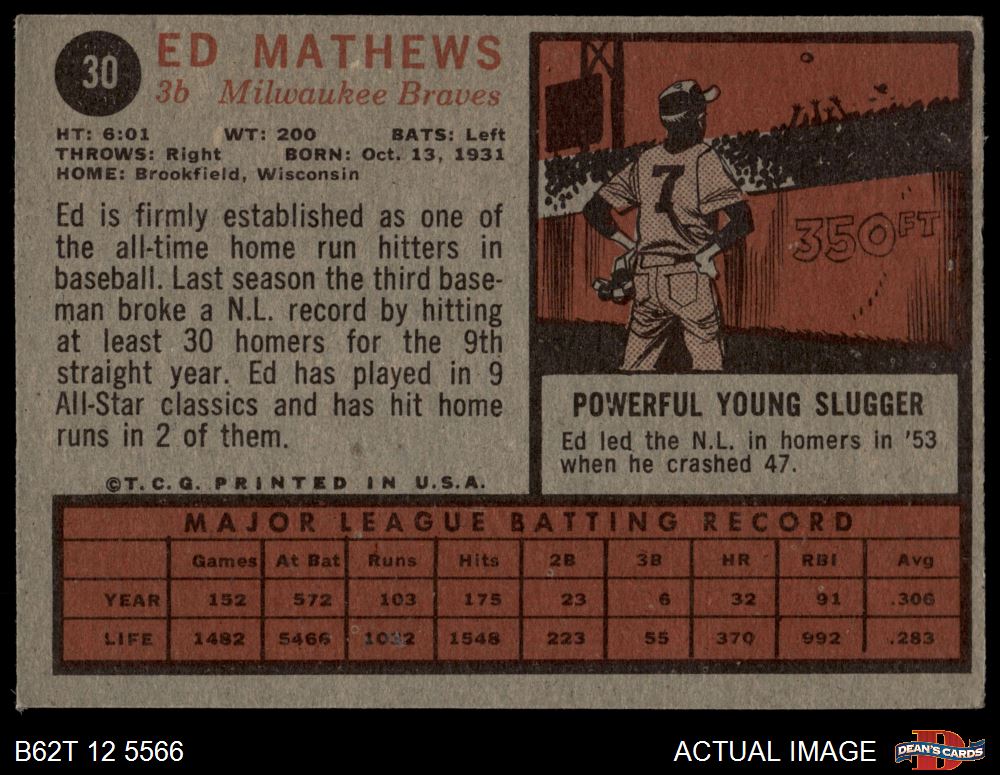 30
ED MATHEWS
3b Milwaukee Braves
HT: 6:01 WT: 200 BATS: Left
THROWS: Right BORN: Oct. 13, 1931
HOME: Brookfield, Wisconsin
Ed is firmly established as one of
the all-time home run hitters in
baseball. Last season the third base-
man broke a N.L. record by hitting
at least 30 homers for the 9th
straight year. Ed has played in 9
All-Star classics and has hit home
runs in 2 of them.
©T.C.G. PRINTED IN U.S.A.
7
350FT
POWERFUL YOUNG SLUGGER
Ed led the N.L. in homers in '53
when he crashed 47.
MAJOR LEAGUE BATTING RECORD
Games At Bat Runs Hits 2B 3B HR RBI Avg
YEAR 152 572 103 175 23 6 32 91 .306
LIFE 1482 5466 1032 1548 223 55 370 992 .283
B62T 12 5566
ACTUAL IMAGE
D
DEAN'S CARDS